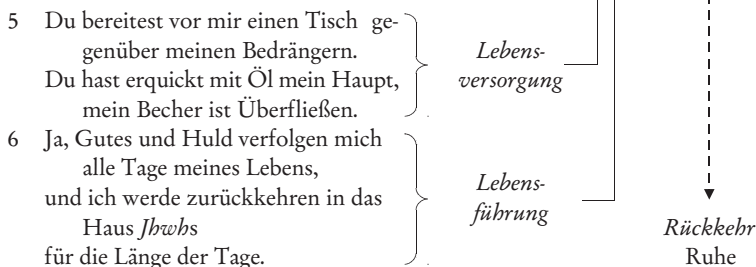 5 Du bereitest vor mir einen Tisch ge-
genüber meinen Bedrängern.
Du hast erquickt mit Öl mein Haupt,
mein Becher ist Überfließen.
Lebens-
versorgung
6 Ja, Gutes und Huld verfolgen mich
alle Tage meines Lebens,
und ich werde zurückkehren in das
Haus Jhwhs
für die Länge der Tage.
Lebens-
führung
Rückkehr
Ruhe